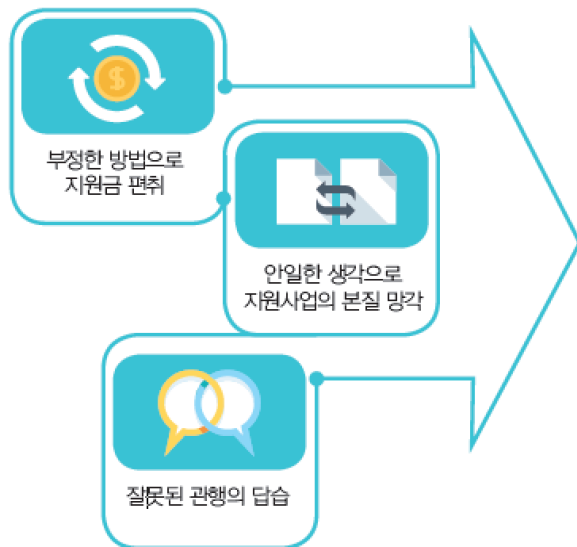 부정한 방법으로
지원금 편취
안일한 생각으로
지원사업의 본질 망각
잘못된 관행의 답습